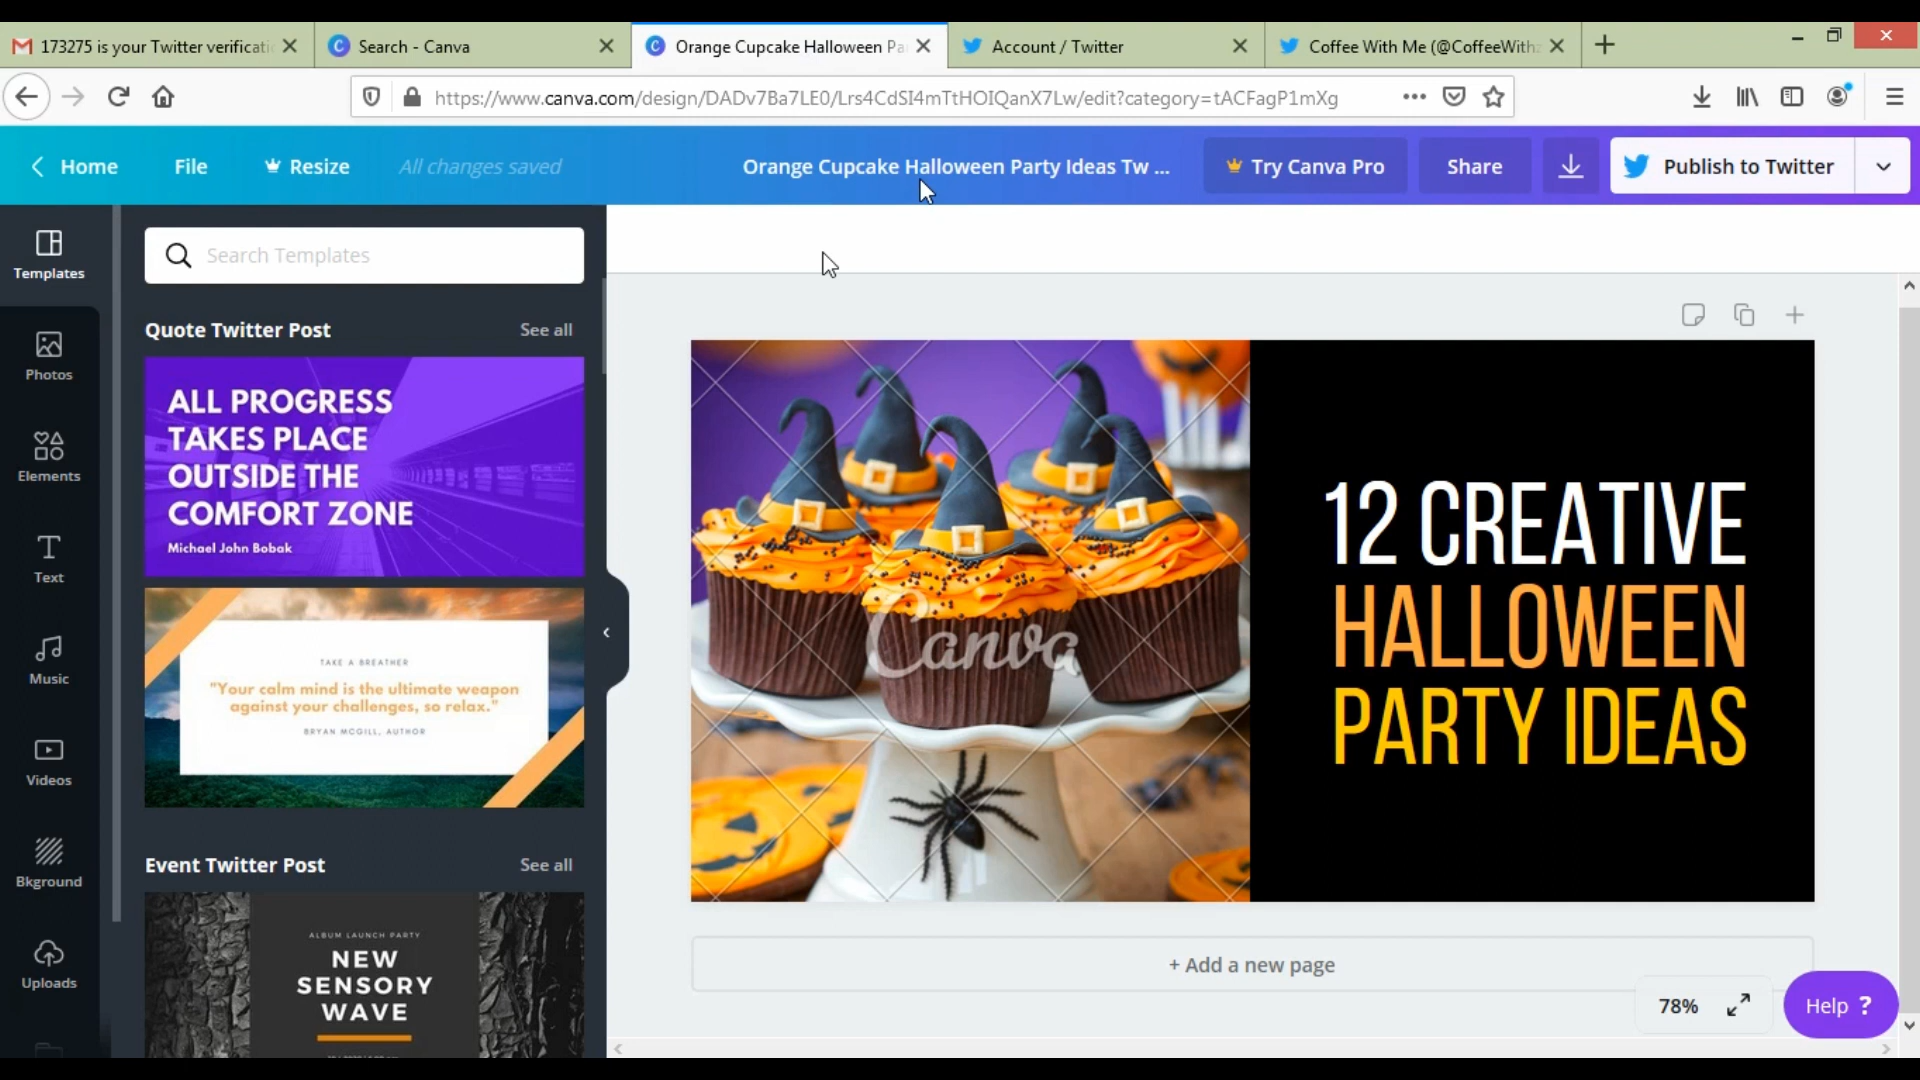 173275 is your Twitter verificati
Search - Canva
Orange Cupcake Halloween Pa
Account / Twitter
Coffee With Me (@CoffeeWith
https://www.canva.com/design/DADv7Ba7LE0/Lrs4CdSI4mTtHOIQanX7Lw/edit?category=tACFagP1mXg
Home
File
Resize
All changes saved
Orange Cupcake Halloween Party Ideas Tw ...
Try Canva Pro
Share
Publish to Twitter
Templates
Photos
Elements
Text
Music
Videos
Bkground
Uploads
Search Templates
Quote Twitter Post
See all
ALL PROGRESS
TAKES PLACE
OUTSIDE THE
COMFORT ZONE
Michael John Bobak
TAKE A BREATHER
"Your calm mind is the ultimate weapon
against your challenges, so relax."
BRYAN MCGILL, AUTHOR
Event Twitter Post
See all
ALBUM LAUNCH PARTY
NEW
SENSORY
WAVE
Canva
12 CREATIVE
HALLOWEEN
PARTY IDEAS
+ Add a new page
78%
Help ?